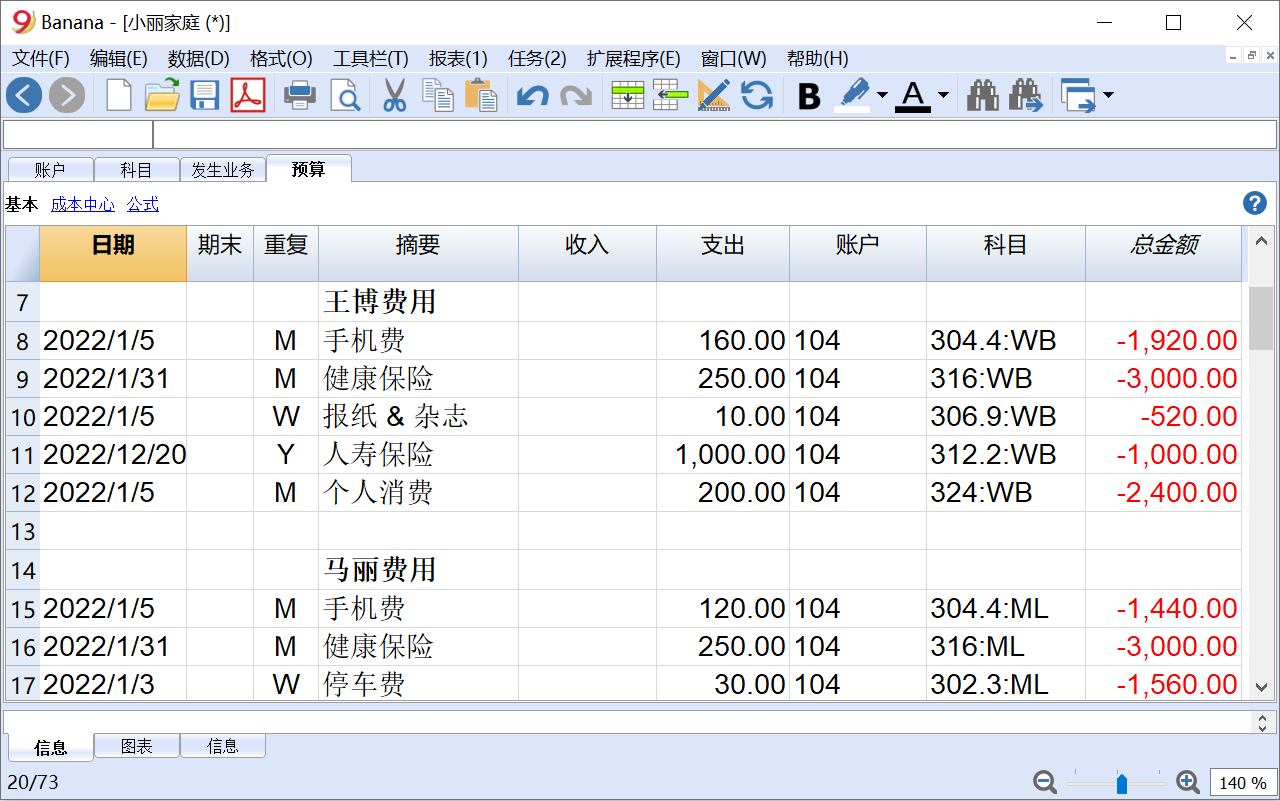 Banana - [小丽家庭 (*)]
文件(F) 编辑(E) 数据(D) 格式(O) 工具栏(T) 报表(1) 任务(2) 扩展程序(E) 窗口(W) 帮助(H)
B A
账户 科目 发生业务 预算
基本 成本中心 公式 ?
日期 期末 重复 摘要 收入 支出 账户 科目 总金额
7 王博费用
8 2022/1/5 M 手机费 160.00 104 304.4:WB -1,920.00
9 2022/1/31 M 健康保险 250.00 104 316:WB -3,000.00
10 2022/1/5 W 报纸 & 杂志 10.00 104 306.9:WB -520.00
11 2022/12/20 Y 人寿保险 1,000.00 104 312.2:WB -1,000.00
12 2022/1/5 M 个人消费 200.00 104 324:WB -2,400.00
13
14 马丽费用
15 2022/1/5 M 手机费 120.00 104 304.4:ML -1,440.00
16 2022/1/31 M 健康保险 250.00 104 316:ML -3,000.00
17 2022/1/3 W 停车费 30.00 104 302.3:ML -1,560.00
信息 图表 信息
20/73 140 %